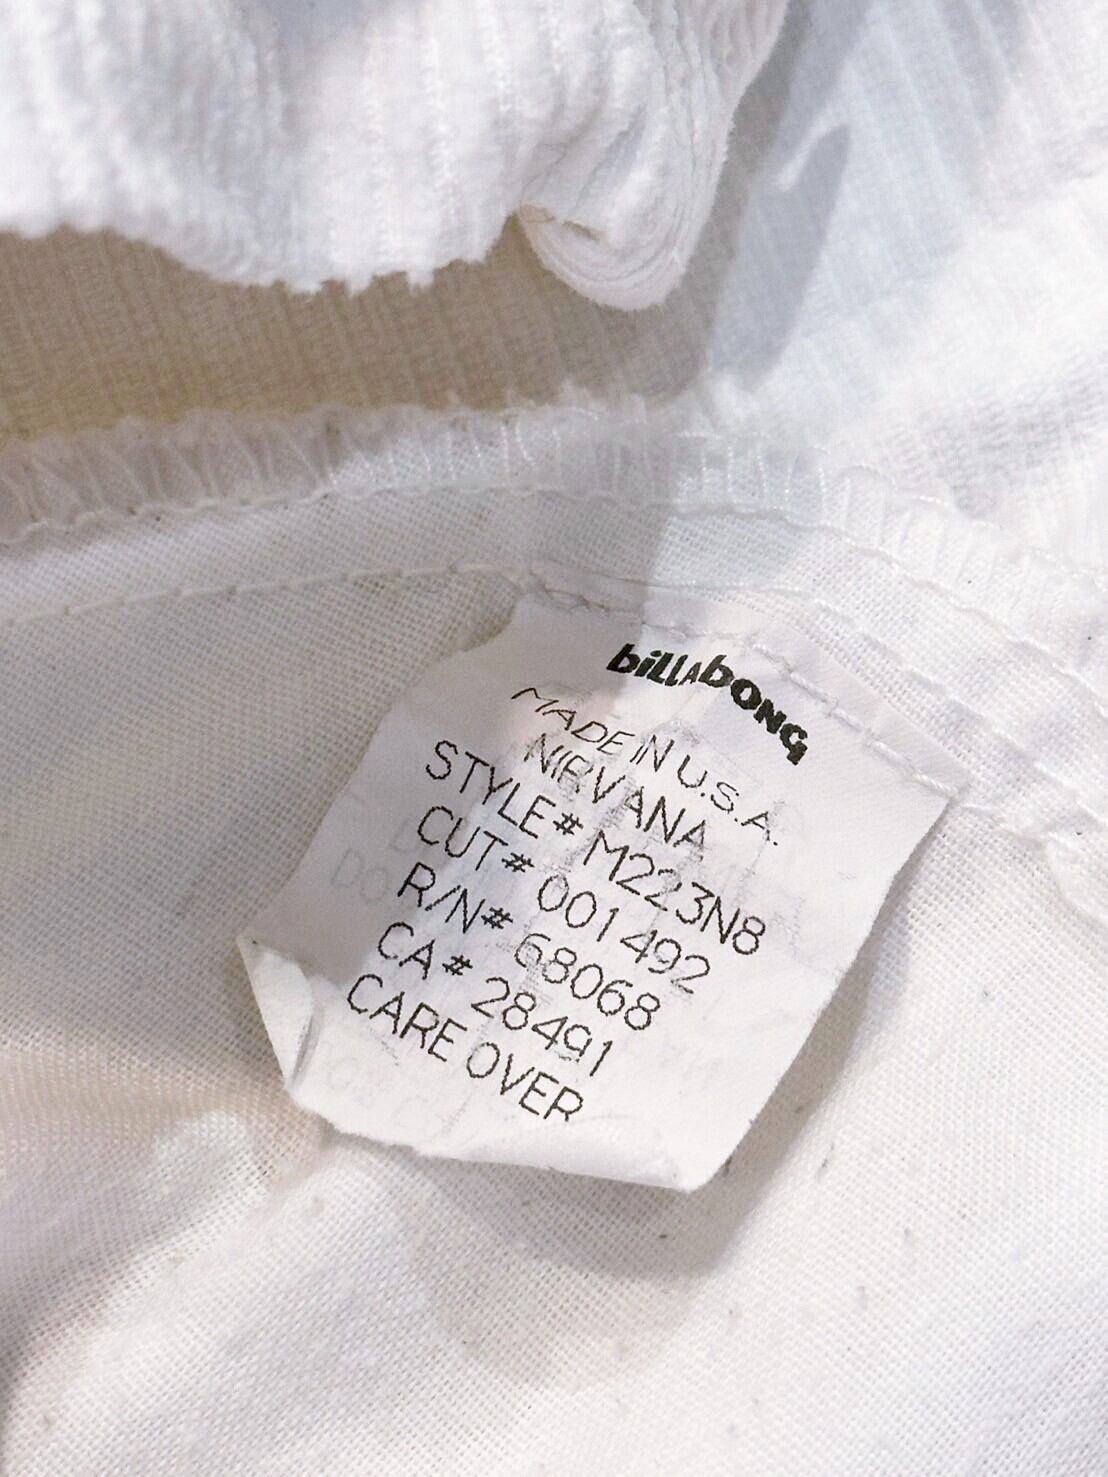 biLLAbONG
MADE IN U.S.A.
NIRVANA
STYLE# M223N8
CUT# 001492
R/N# 68068
CA# 28491
CARE OVER